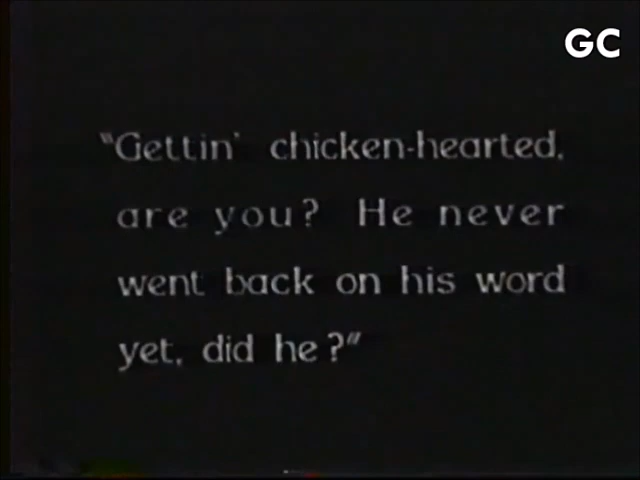 GC
"Gettin' chicken-hearted,
are you? He never
went back on his word
yet, did he?"